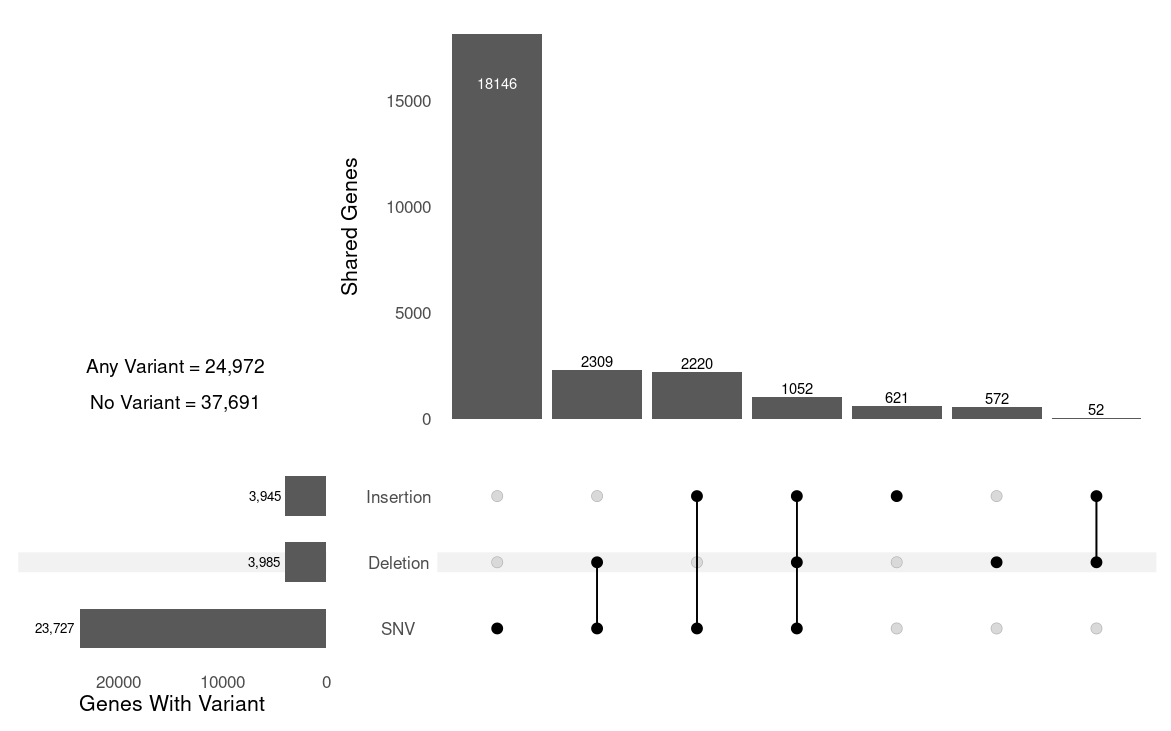 18146
15000
10000
5000
0
Shared Genes
2309
2220
1052
621
572
52
Any Variant = 24,972
No Variant = 37,691
3,945
Insertion
3,985
Deletion
23,727
SNV
20000 10000 0
Genes With Variant